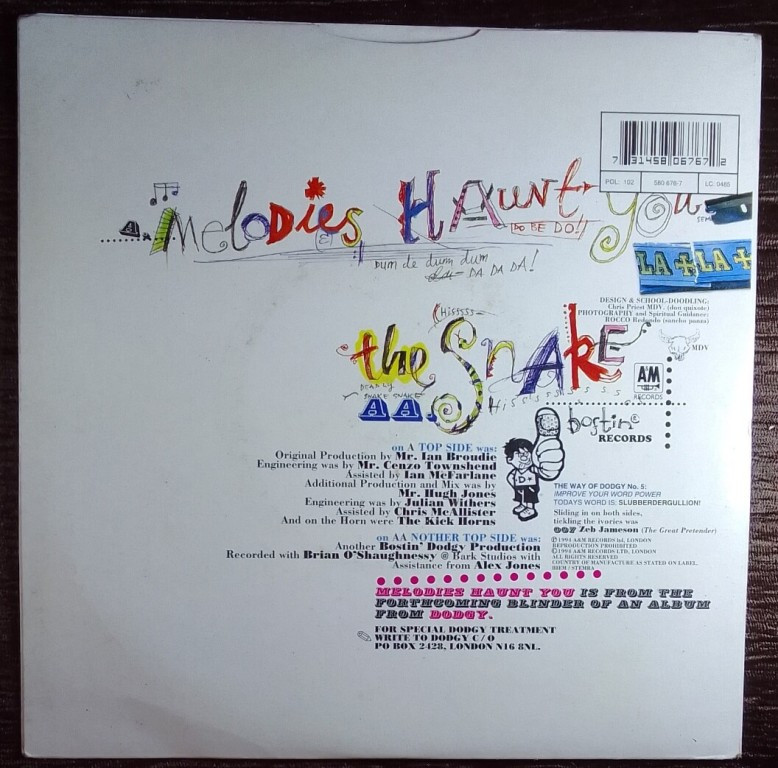 7 31458 06767 2
POL: 102 580 676-7 LC: 0485
A. MeloDies HAunt you
DO BE DO!!
Dum de dum dum
DA DA DA!
LA + LA +
DESIGN & SCHOOL-DOODLING:
Chris Priest MDV. (don quixote)
PHOTOGRAPHY and Spiritual Guidance:
ROCCO Redondo (sancho panza)
(Hisssss
the SnAkE
MDV
A&M
RECORDS
DEADLY
SNAKE SNAKE
Hisssssssss
AA.
bostin'
RECORDS
on A TOP SIDE was:
Original Production by Mr. Ian Broudie
Engineering was by Mr. Cenzo Townshend
Assisted by Ian McFarlane
Additional Production and Mix was by
Mr. Hugh Jones
Engineering was by Julian Withers
Assisted by Chris McAllister
And on the Horn were The Kick Horns
on AA NOTHER TOP SIDE was:
Another Bostin' Dodgy Production
Recorded with Brian O'Shaughnessy @ Bark Studios with
Assistance from Alex Jones
D+
THE WAY OF DODGY No. 5:
IMPROVE YOUR WORD POWER
TODAYS WORD IS: SLUBBERDERGULLION!
Sliding in on both sides,
tickling the ivories was
Zeb Jameson (The Great Pretender)
℗ 1994 A&M RECORDS ltd, LONDON
REPRODUCTION PROHIBITED
© 1994 A&M RECORDS LTD. LONDON
ALL RIGHTS RESERVED
COUNTRY OF MANUFACTURE AS STATED ON LABEL.
BIEM / STEMRA
MELODIES HAUNT YOU IS FROM THE
FORTHCOMING BLINDER OF AN ALBUM
FROM DODGY.
FOR SPECIAL DODGY TREATMENT
WRITE TO DODGY C/O
PO BOX 2428, LONDON N16 8NL.